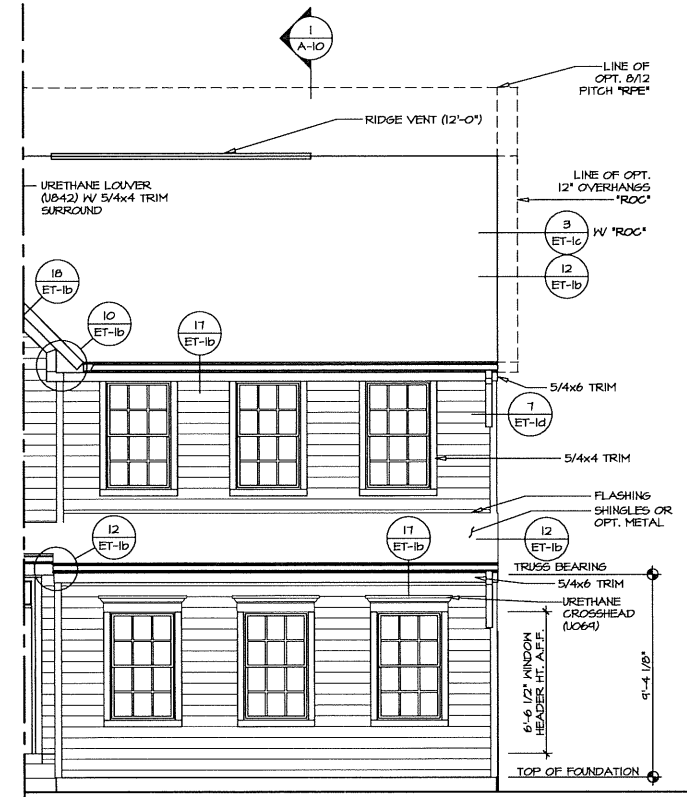 1
A-10
LINE OF
OPT. 8/12
PITCH "RPE"
RIDGE VENT (12'-0")
URETHANE LOUVER
(U842) W/ 5/4x4 TRIM
SURROUND
LINE OF OPT.
12" OVERHANGS
"ROC"
3
ET-1c
W/ "ROC"
12
ET-1b
18
ET-1b
10
ET-1b
17
ET-1b
5/4x6 TRIM
7
ET-1d
5/4x4 TRIM
FLASHING
SHINGLES OR
OPT. METAL
12
ET-1b
17
ET-1b
12
ET-1b
TRUSS BEARING
5/4x6 TRIM
URETHANE
CROSSHEAD
(U069)
6'-6 1/2" WINDOW
HEADER HT. A.F.F.
9'-4 1/8"
TOP OF FOUNDATION